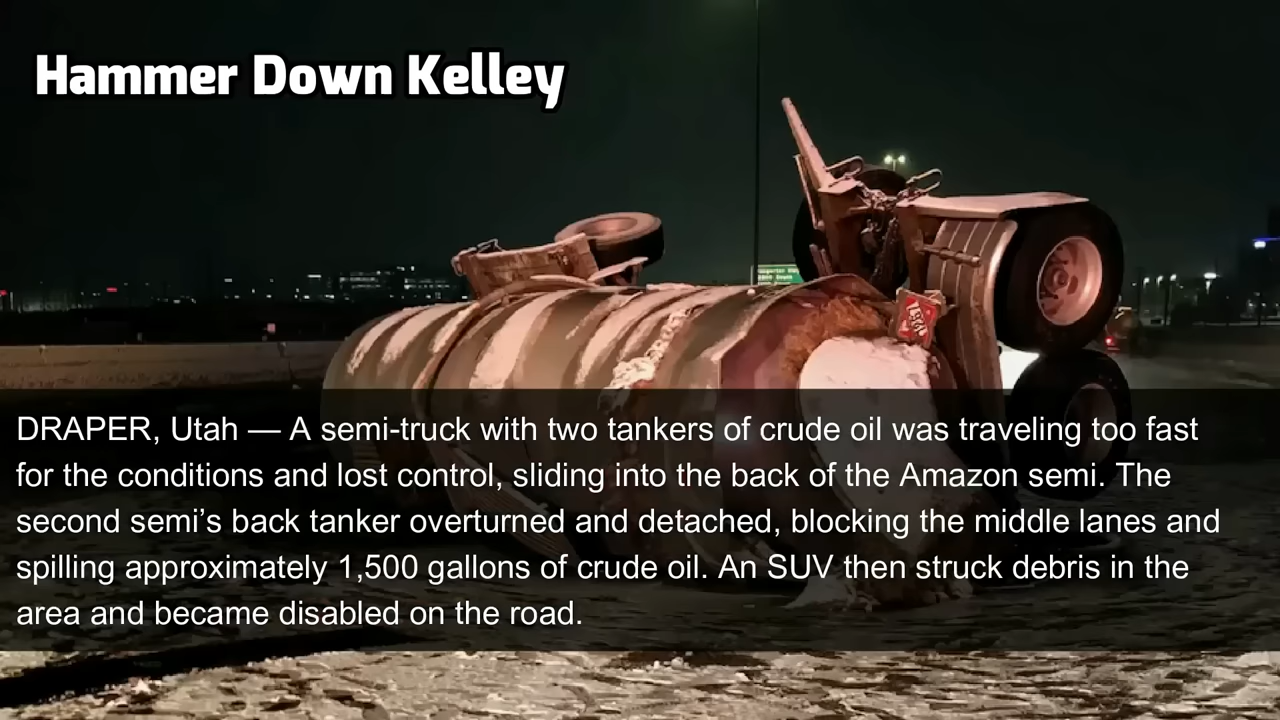 Hammer Down Kelley
1267
DRAPER, Utah — A semi-truck with two tankers of crude oil was traveling too fast
for the conditions and lost control, sliding into the back of the Amazon semi. The
second semi’s back tanker overturned and detached, blocking the middle lanes and
spilling approximately 1,500 gallons of crude oil. An SUV then struck debris in the
area and became disabled on the road.